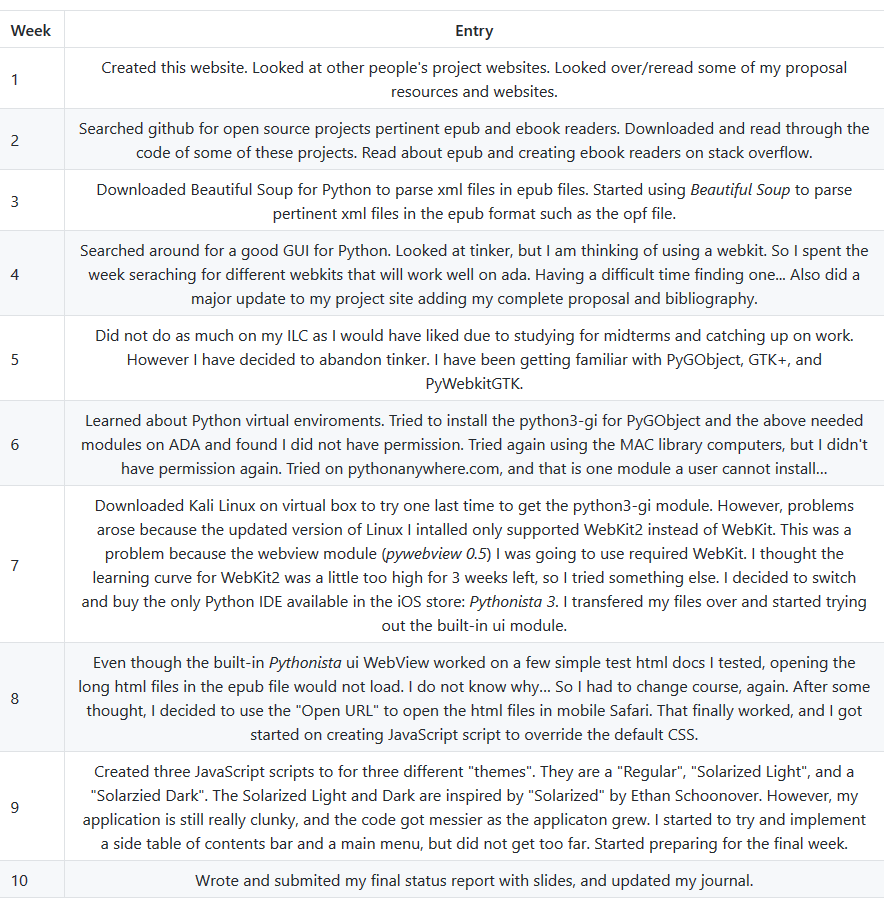 Week Entry
Created this website. Looked at other people's project websites. Looked over/reread some of my proposal
1
resources and websites.
Searched github for open source projects pertinent epub and ebook readers. Downloaded and read through the
2
code of some of these projects. Read about epub and creating ebook readers on stack overflow.
Downloaded Beautiful Soup for Python to parse xml files in epub files. Started using Beautiful Soup to parse
3
pertinent xml files in the epub format such as the opf file.
Searched around for a good GUI for Python. Looked at tinker, but I am thinking of using a webkit. So I spent the
4 week seraching for different webkits that will work well on ada. Having a difficult time finding one... Also did a
major update to my project site adding my complete proposal and bibliography.
Did not do as much on my ILC as I would have liked due to studying for midterms and catching up on work.
5 However I have decided to abandon tinker. I have been getting familiar with PyGObject, GTK+, and
PyWebkitGTK.
Learned about Python virtual enviroments. Tried to install the python3-gi for PyGObject and the above needed
6 modules on ADA and found I did not have permission. Tried again using the MAC library computers, but I didn't
have permission again. Tried on pythonanywhere.com, and that is one module a user cannot install...
Downloaded Kali Linux on virtual box to try one last time to get the python3-gi module. However, problems
arose because the updated version of Linux I intalled only supported WebKit2 instead of WebKit. This was a
problem because the webview module (pywebview 0.5) I was going to use required WebKit. I thought the
7
learning curve for WebKit2 was a little too high for 3 weeks left, so I tried something else. I decided to switch
and buy the only Python IDE available in the iOS store: Pythonista 3. I transfered my files over and started trying
out the built-in ui module.
Even though the built-in Pythonista ui WebView worked on a few simple test html docs I tested, opening the
long html files in the epub file would not load. I do not know why... So I had to change course, again. After some
8
thought, I decided to use the "Open URL" to open the html files in mobile Safari. That finally worked, and I got
started on creating JavaScript script to override the default CSS.
Created three JavaScript scripts to for three different "themes". They are a "Regular", "Solarized Light", and a
"Solarzied Dark". The Solarized Light and Dark are inspired by "Solarized" by Ethan Schoonover. However, my
9
application is still really clunky, and the code got messier as the applicaton grew. I started to try and implement
a side table of contents bar and a main menu, but did not get too far. Started preparing for the final week.
10 Wrote and submited my final status report with slides, and updated my journal.